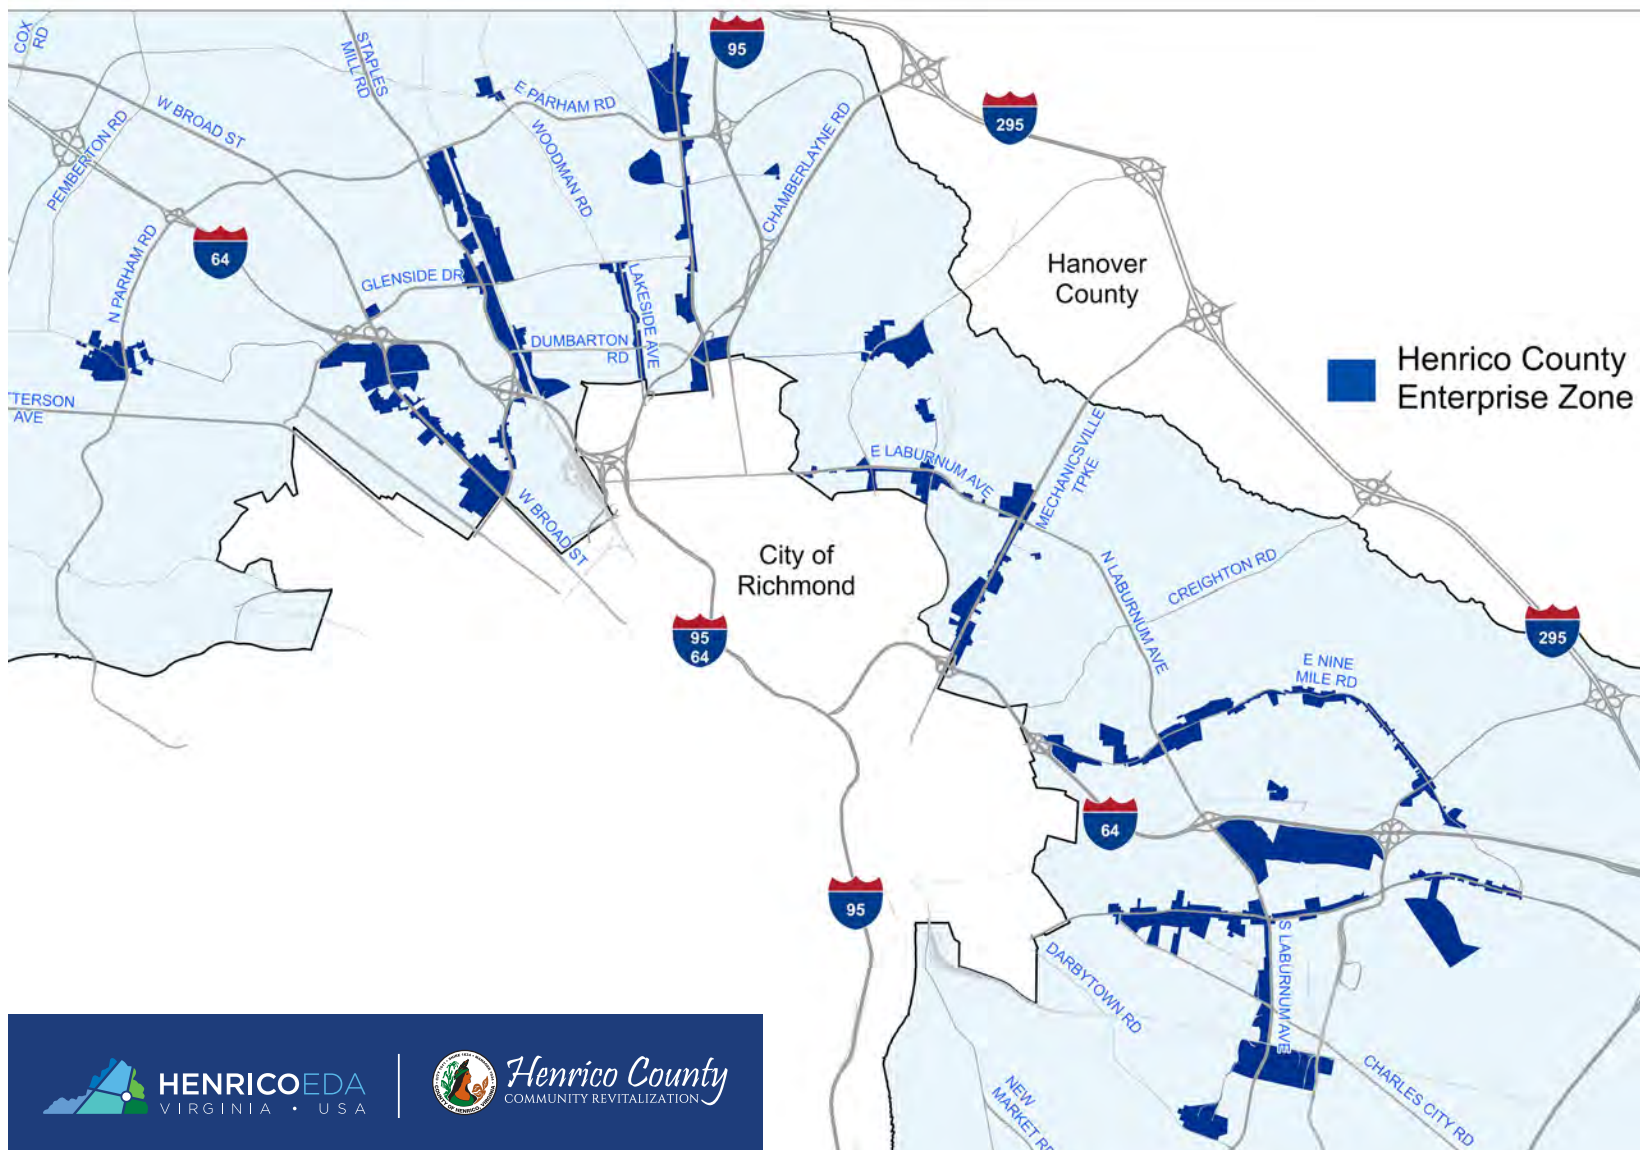 COX
RD
STAPLES
MILL RD
95
W BROAD ST
E PARHAM RD
PEMBERTON RD
WOODMAN RD
CHAMBERLAYNE RD
295
N PARHAM RD
64
GLENSIDE DR
LAKESIDE AVE
DUMBARTON
RD
Hanover
County
Henrico County
Enterprise Zone
TTERSON
AVE
E LABURNUM AVE
MECHANICSVILLE
TPKE
W BROAD ST
City of
Richmond
N LABURNUM AVE
CREIGHTON RD
95
64
295
E NINE
MILE RD
64
95
S LABURNUM AVE
DARBYTOWN RD
CHARLES CITY RD
NEW
MARKET RD
HENRICOEDA
VIRGINIA • USA
Henrico County
COMMUNITY REVITALIZATION